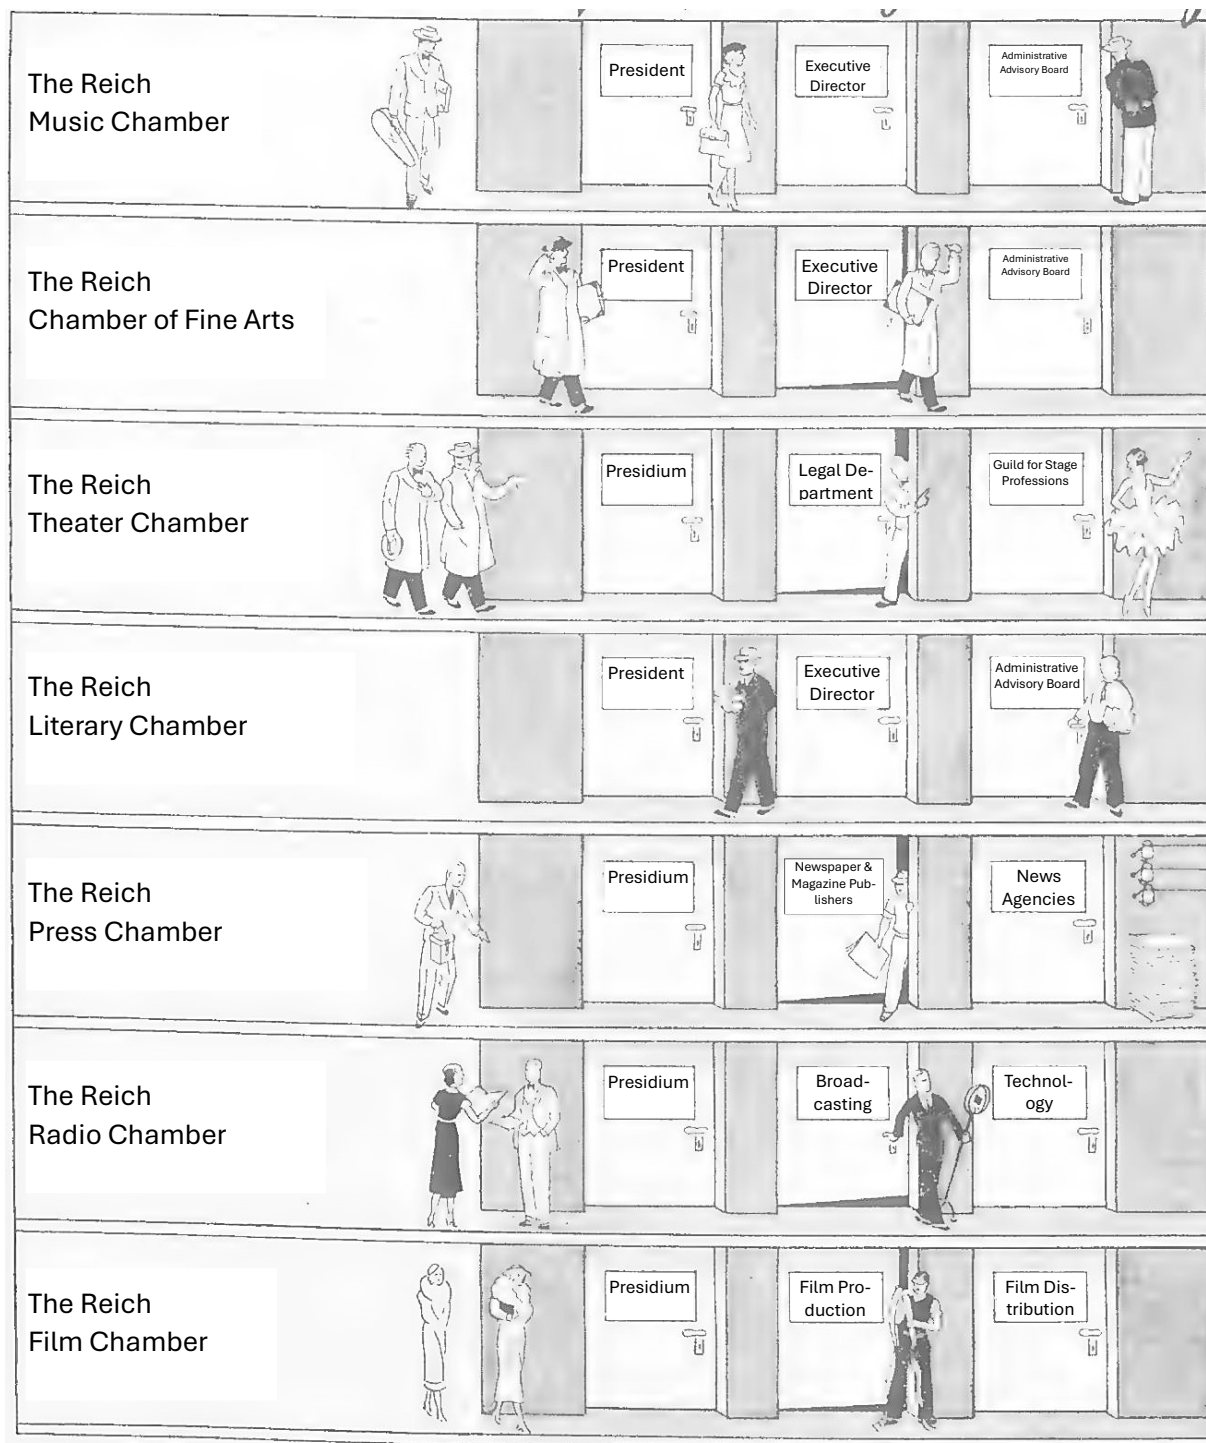 The Reich
Music Chamber
President
Executive
Director
Administrative
Advisory Board
The Reich
Chamber of Fine Arts
President
Executive
Director
Administrative
Advisory Board
The Reich
Theater Chamber
Presidium
Legal De-
partment
Guild for Stage
Professions
The Reich
Literary Chamber
President
Executive
Director
Administrative
Advisory Board
The Reich
Press Chamber
Presidium
Newspaper &
Magazine Pub-
lishers
News
Agencies
The Reich
Radio Chamber
Presidium
Broad-
casting
Technol-
ogy
The Reich
Film Chamber
Presidium
Film Pro-
duction
Film Dis-
tribution